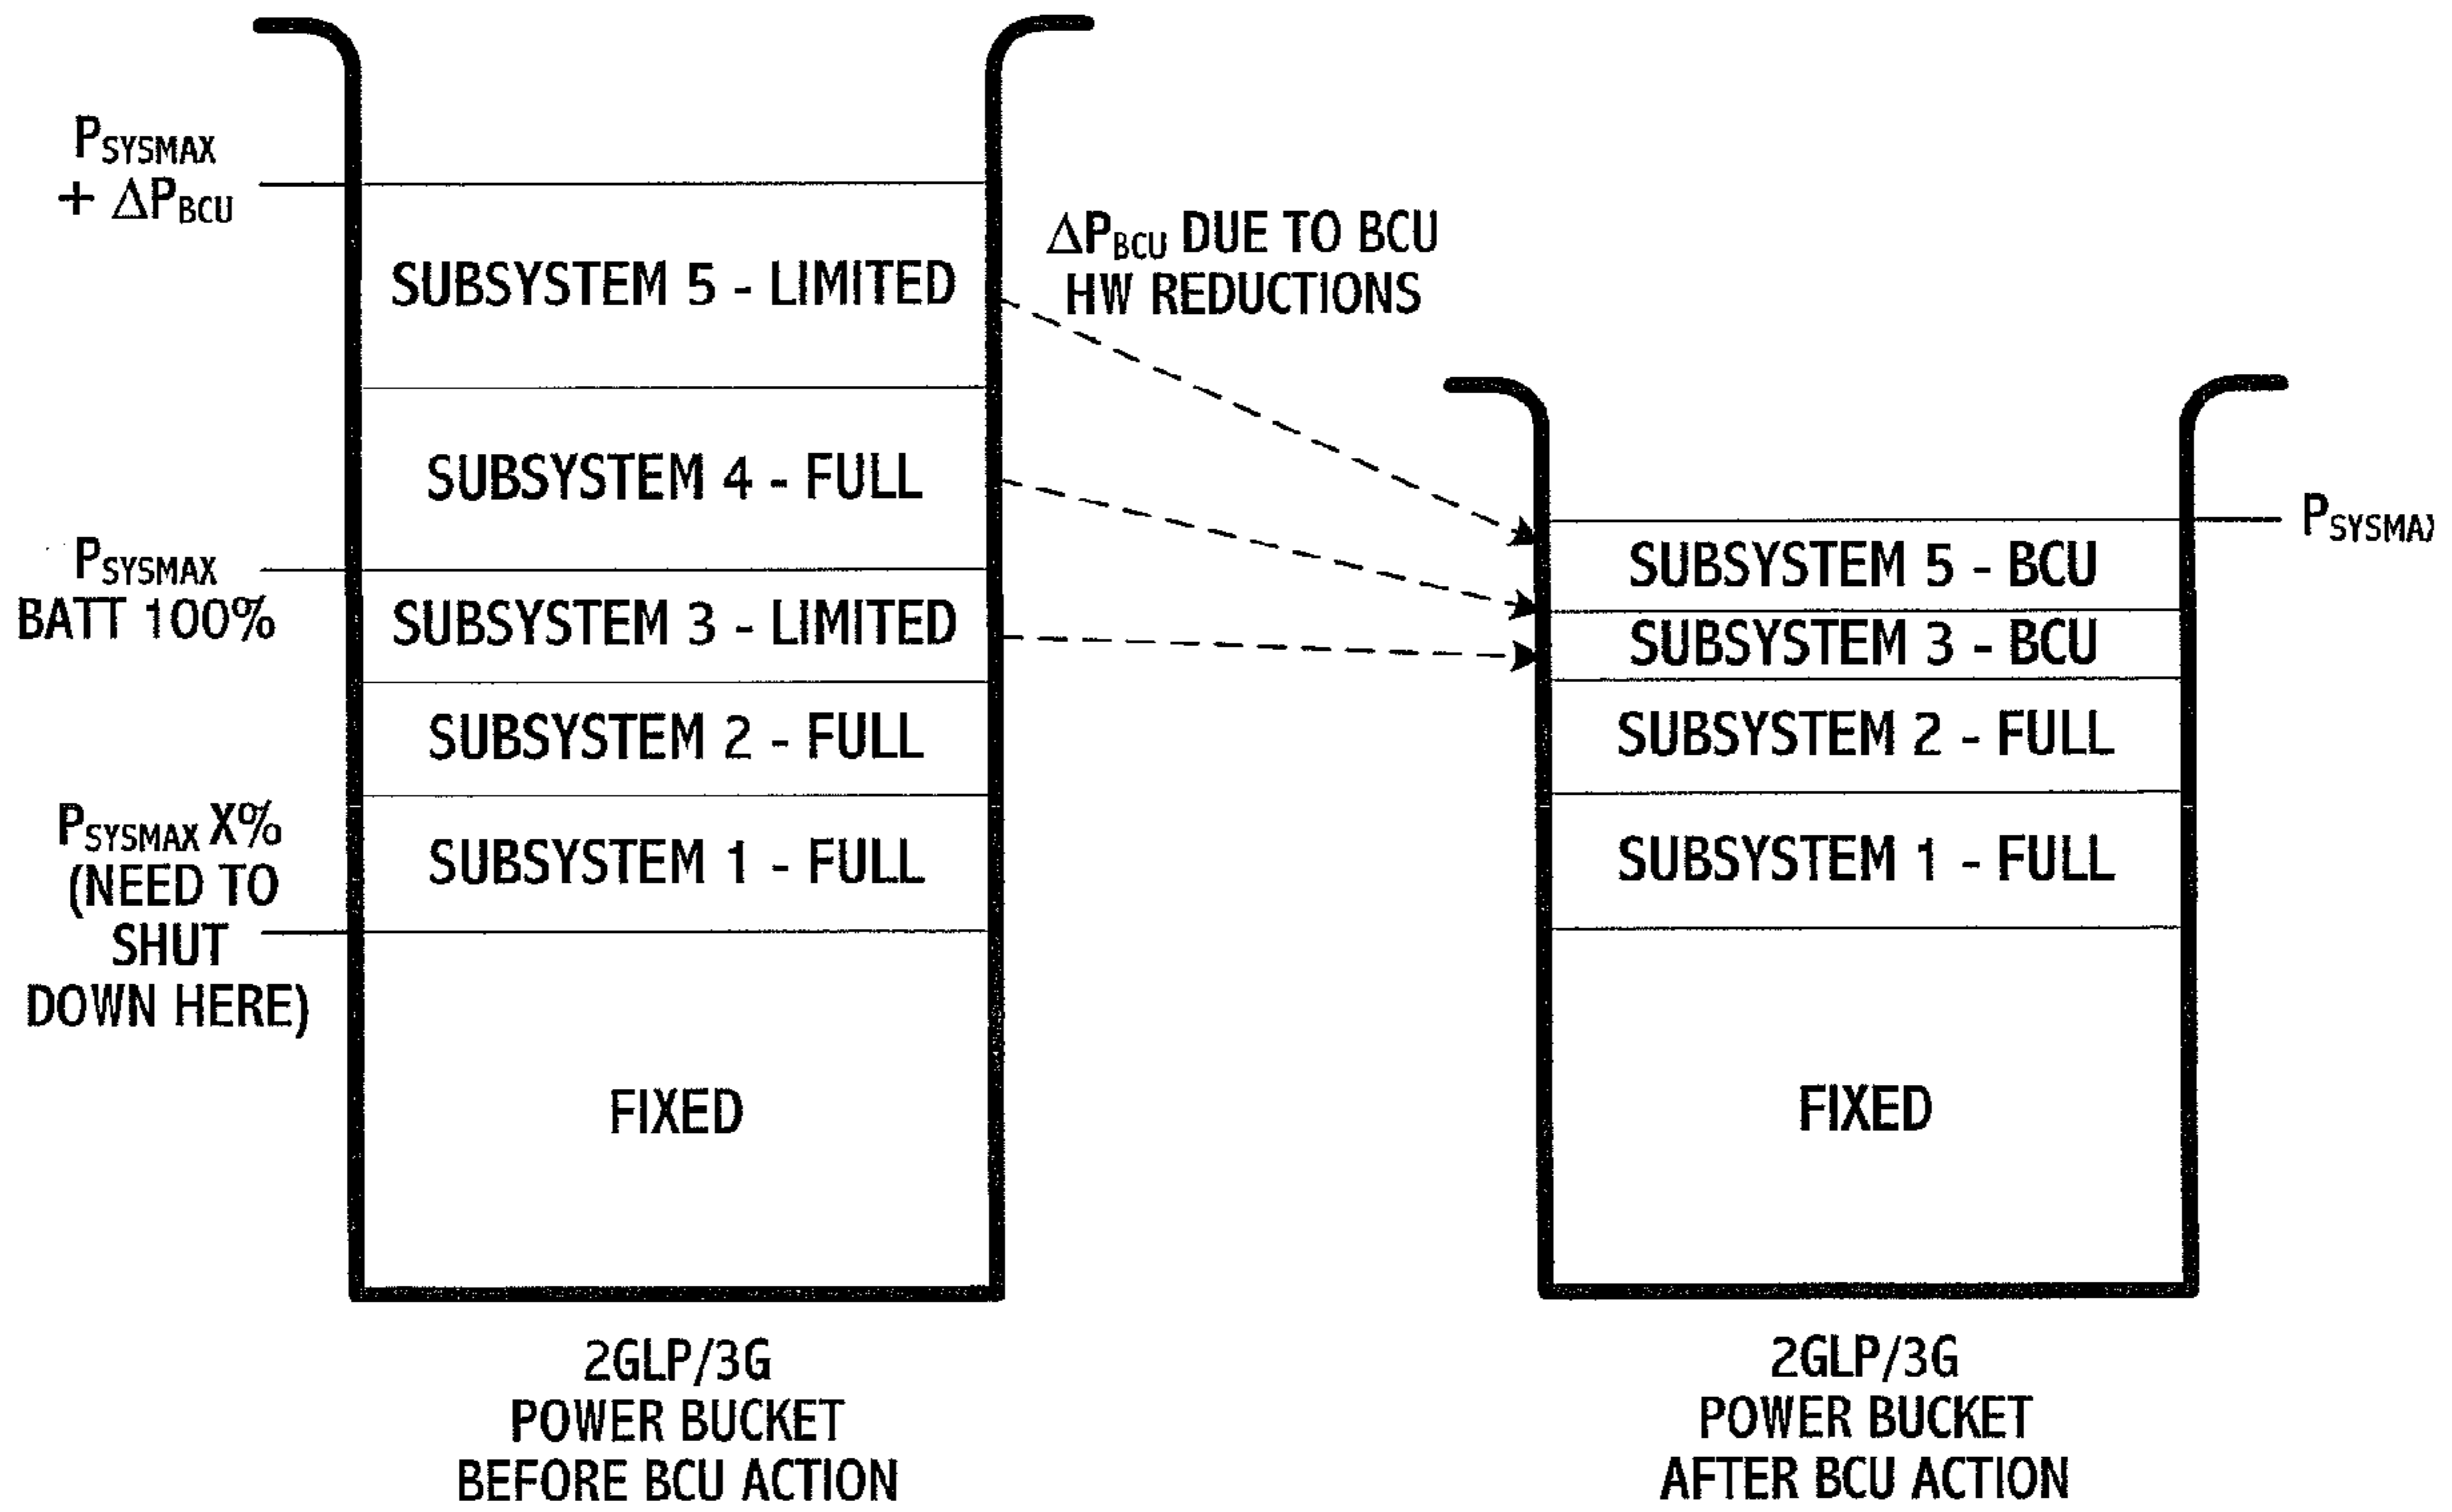 PSYSMAX
+ ΔPBCU
SUBSYSTEM 5 - LIMITED
SUBSYSTEM 4 - FULL
PSYSMAX
BATT 100%
SUBSYSTEM 3 - LIMITED
SUBSYSTEM 2 - FULL
PSYSMAX X%
(NEED TO
SHUT
DOWN HERE)
SUBSYSTEM 1 - FULL
FIXED
2GLP/3G
POWER BUCKET
BEFORE BCU ACTION
ΔPBCU DUE TO BCU
HW REDUCTIONS
SUBSYSTEM 5 - BCU
SUBSYSTEM 3 - BCU
SUBSYSTEM 2 - FULL
SUBSYSTEM 1 - FULL
FIXED
2GLP/3G
POWER BUCKET
AFTER BCU ACTION